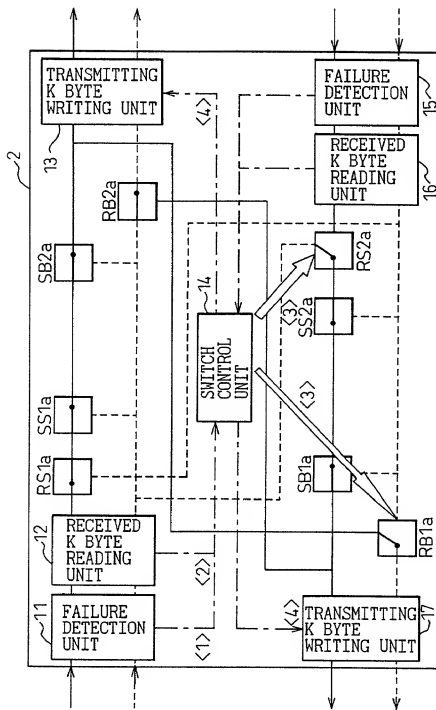 2
11
FAILURE
DETECTION
UNIT
12
RECEIVED
K BYTE
READING
UNIT
RS1a
SS1a
SB2a
RB2a
TRANSMITTING
K BYTE
WRITING UNIT
13
<1>
<2>
<4>
14
SWITCH
CONTROL
UNIT
<3>
<3>
<4>
TRANSMITTING
K BYTE
WRITING UNIT
17
RB1a
SB1a
SS2a
RS2a
RECEIVED
K BYTE
READING
UNIT
16
FAILURE
DETECTION
UNIT
15